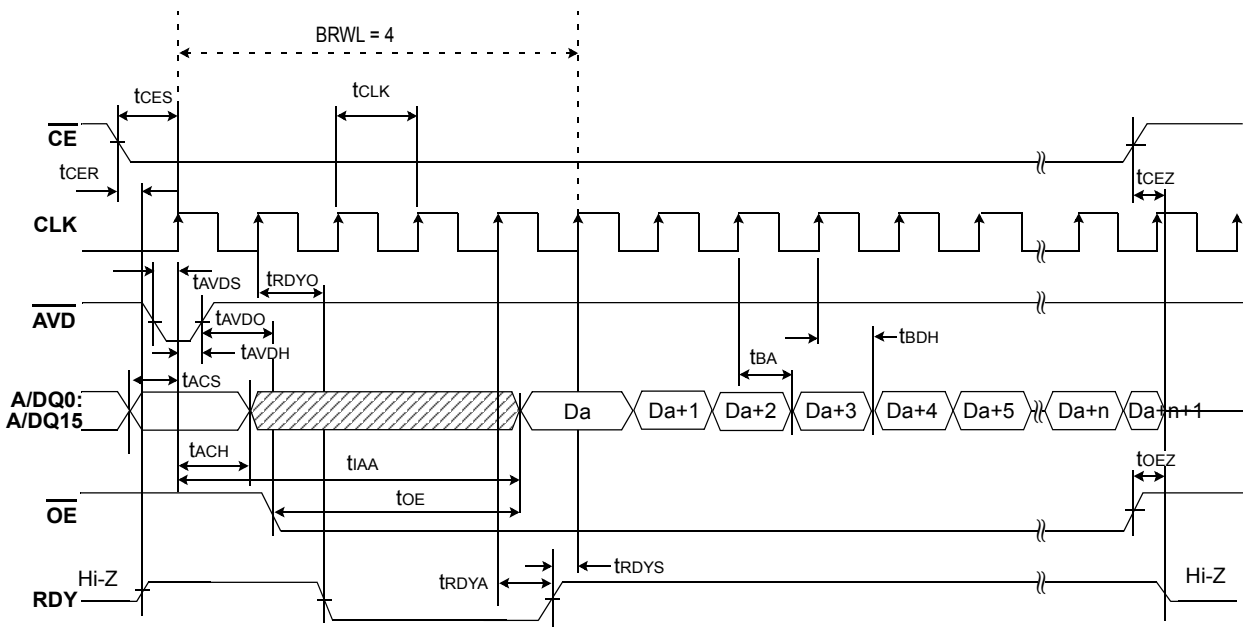 BRWL = 4
tCES
tCLK
CE
tCER
tCEZ
CLK
tAVDS
tRDYO
AVD
tAVDO
tAVDH
tBA
tBDH
tACS
A/DQ0:
A/DQ15
Da
Da+1
Da+2
Da+3
Da+4
Da+5
Da+n
Da+n+1
tACH
tIAA
tOEZ
OE
tOE
Hi-Z
tRDYA
tRDYS
Hi-Z
RDY